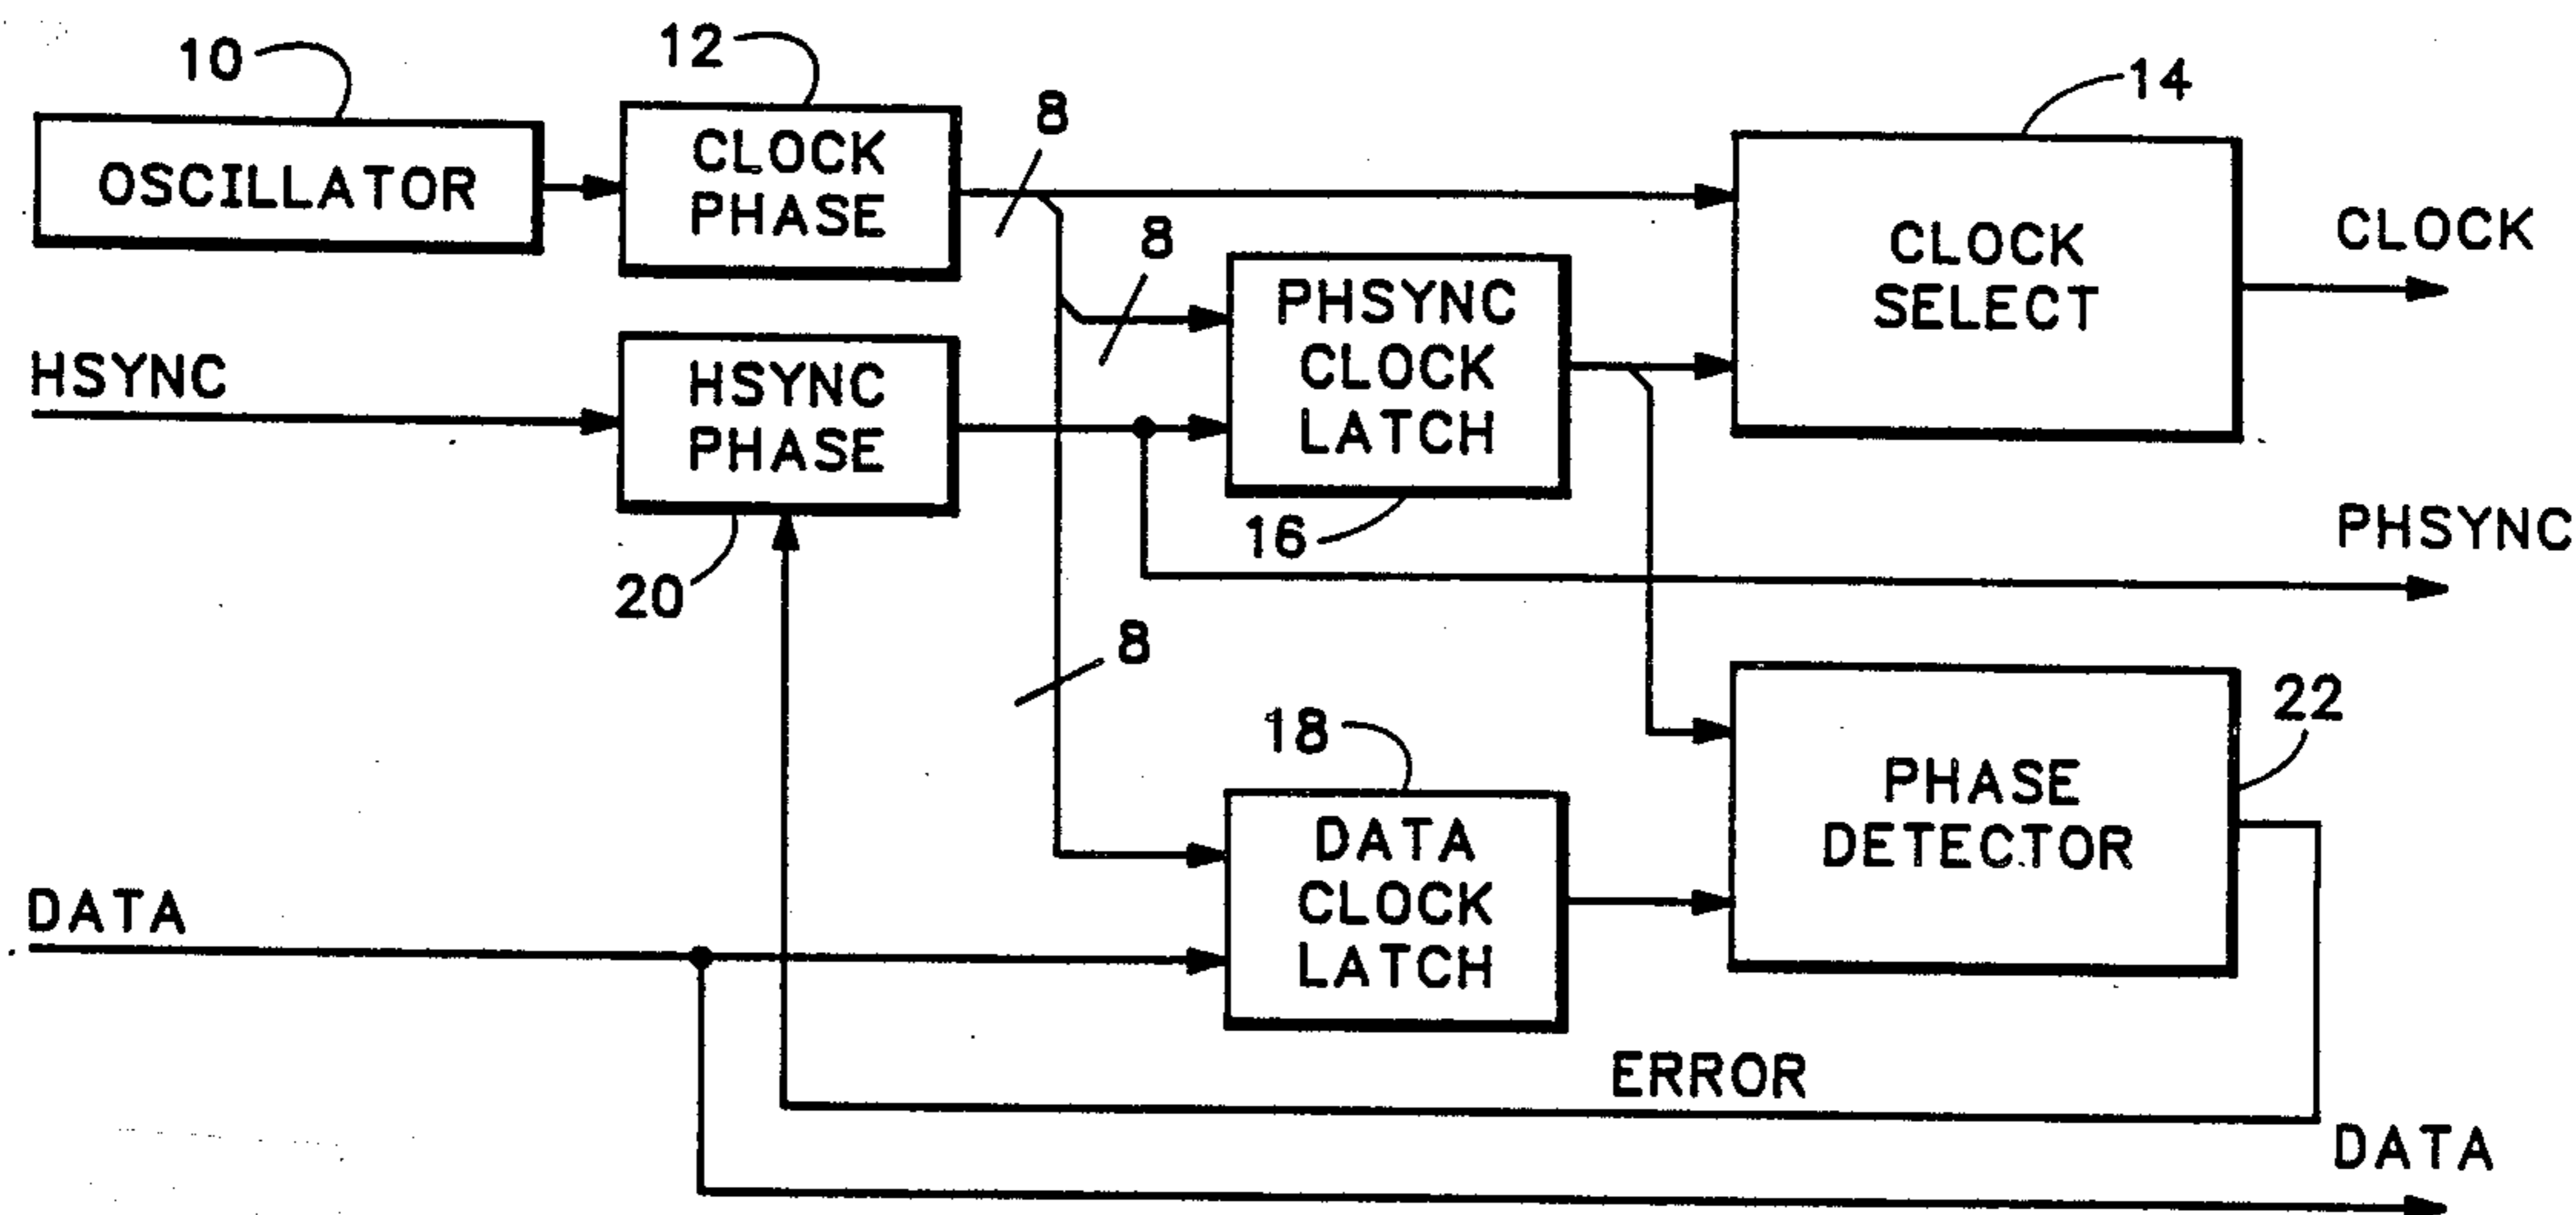 10
12
14
OSCILLATOR
CLOCK
PHASE
8
8
CLOCK
SELECT
CLOCK
HSYNC
HSYNC
PHASE
PHSYNC
CLOCK
LATCH
16
20
PHSYNC
8
18
22
DATA
DATA
CLOCK
LATCH
PHASE
DETECTOR
ERROR
DATA